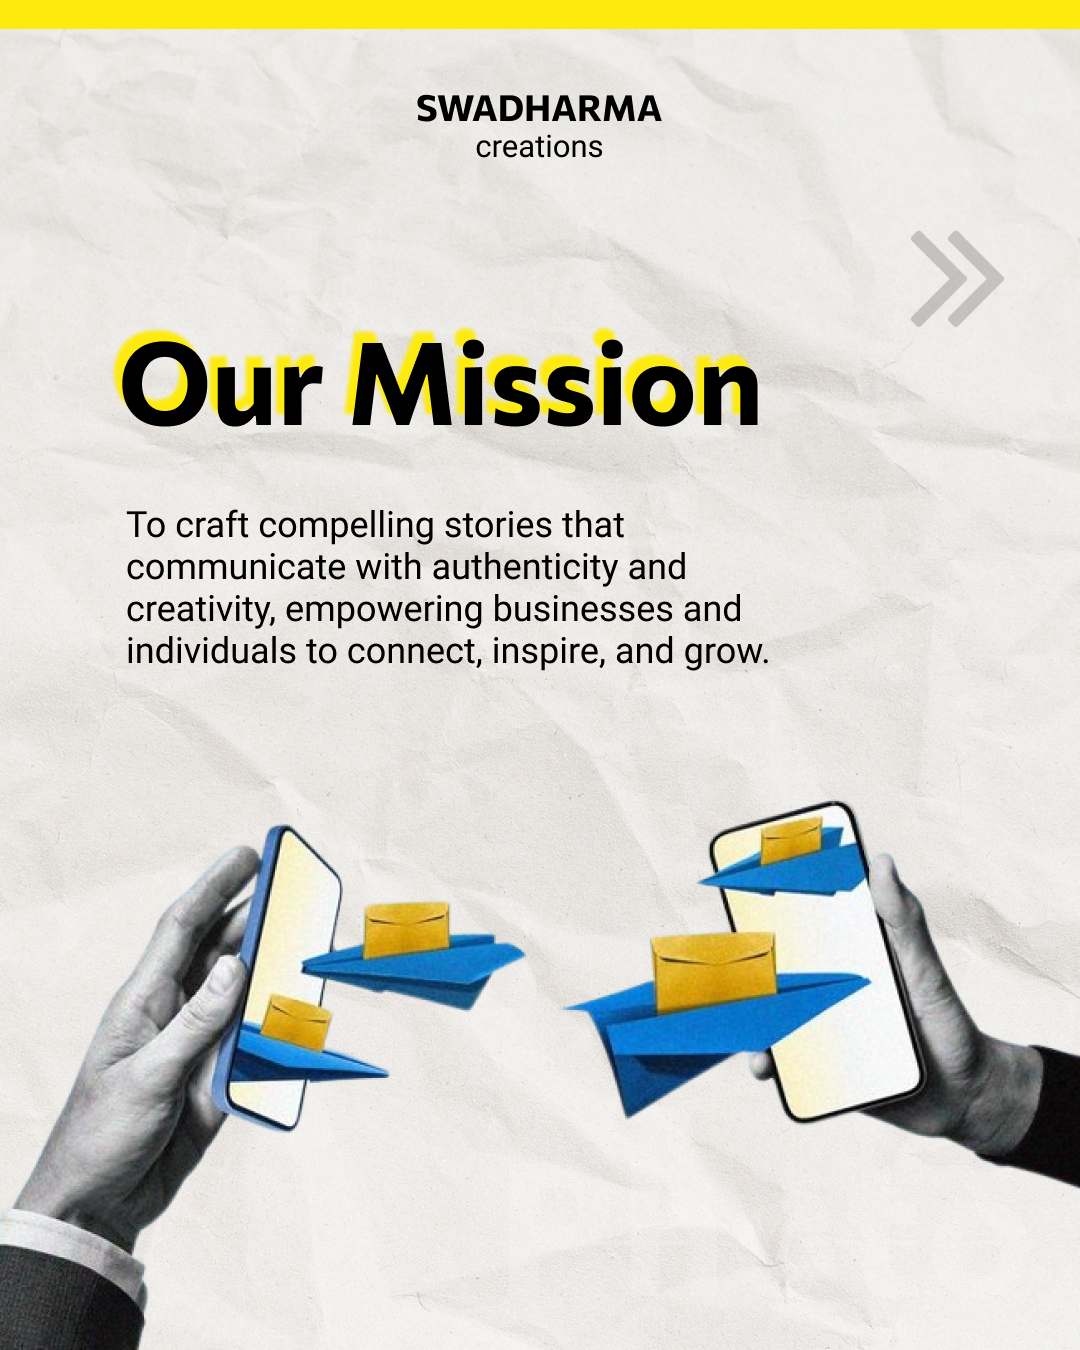 SWADHARMA
creations
Our Mission
To craft compelling stories that
communicate with authenticity and
creativity, empowering businesses and
individuals to connect, inspire, and grow.